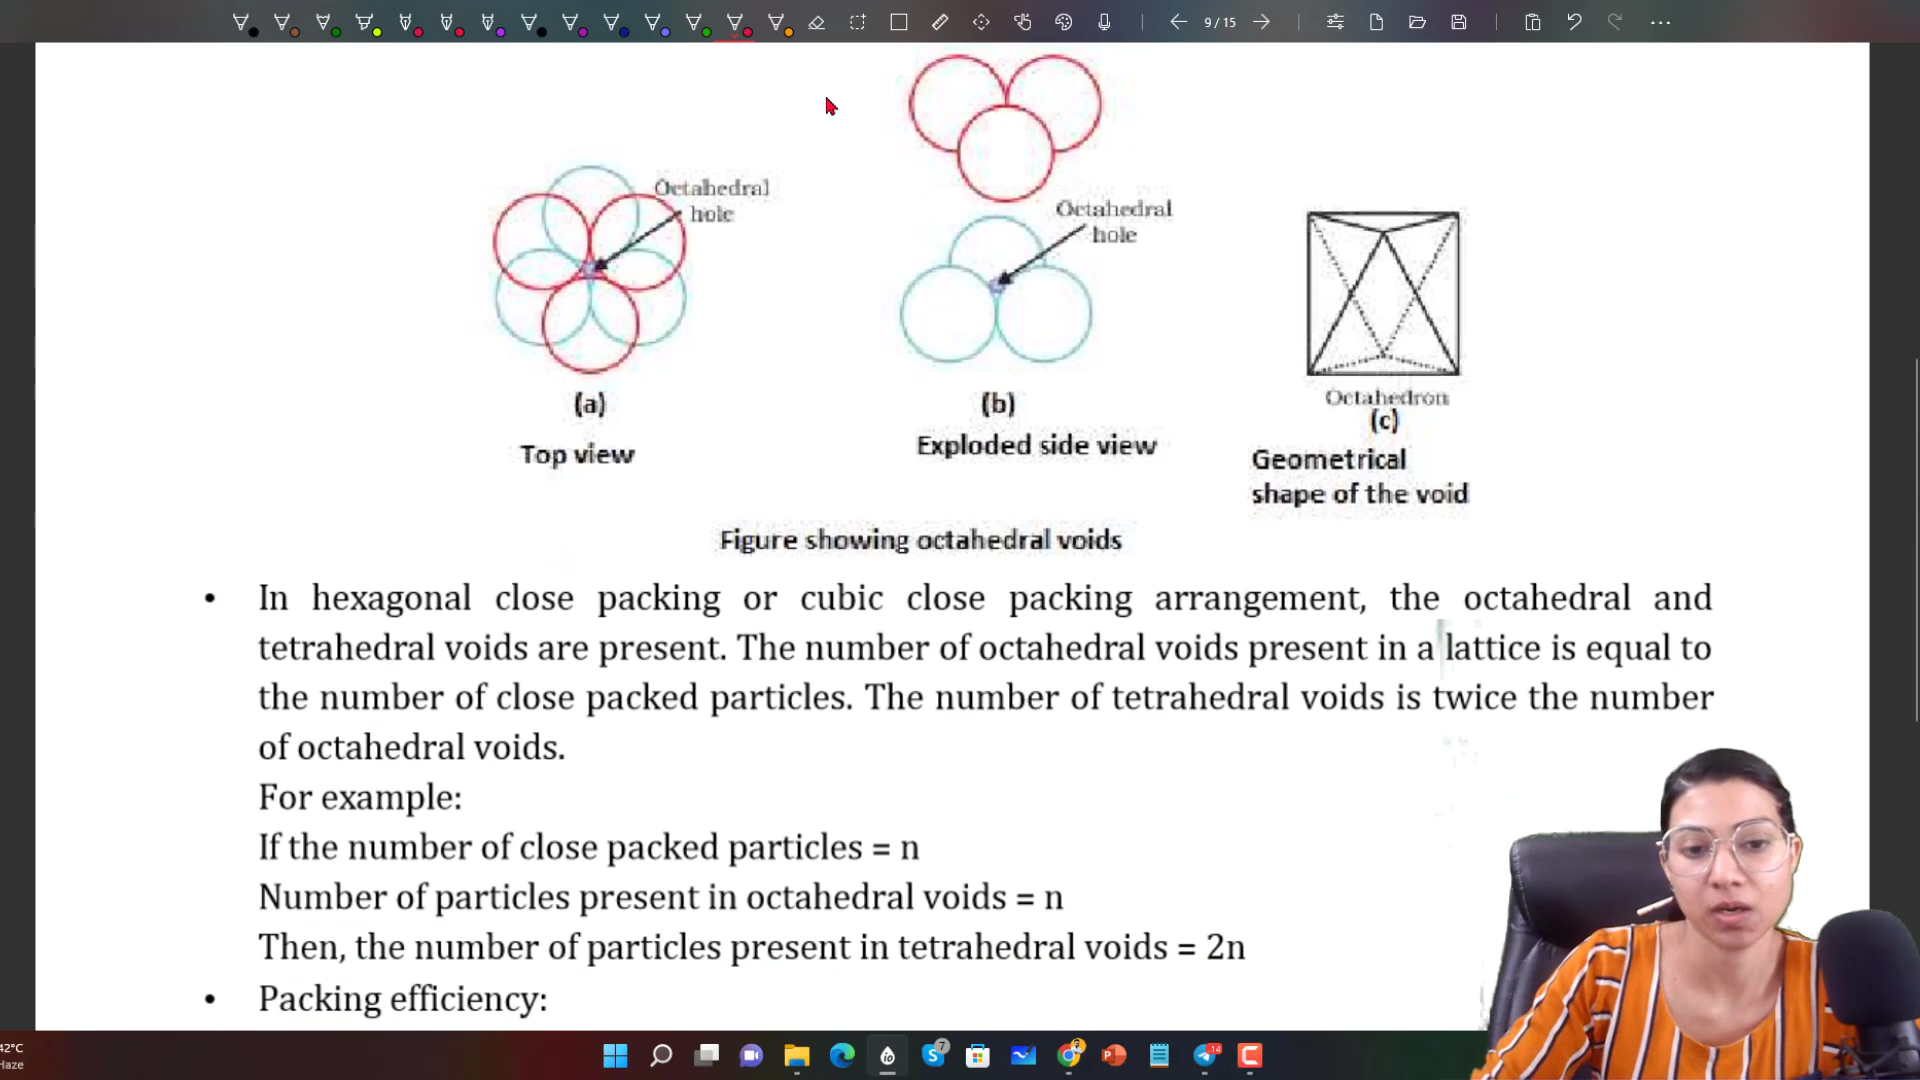 9 / 15
Octahedral
hole
Octahedral
hole
Octahedron
(a)
(b)
(c)
Top view
Exploded side view
Geometrical
shape of the void
Figure showing octahedral voids
• In hexagonal close packing or cubic close packing arrangement, the octahedral and
tetrahedral voids are present. The number of octahedral voids present in a lattice is equal to
the number of close packed particles. The number of tetrahedral voids is twice the number
of octahedral voids.
For example:
If the number of close packed particles = n
Number of particles present in octahedral voids = n
Then, the number of particles present in tetrahedral voids = 2n
• Packing efficiency:
42°C
Haze
7
2
14